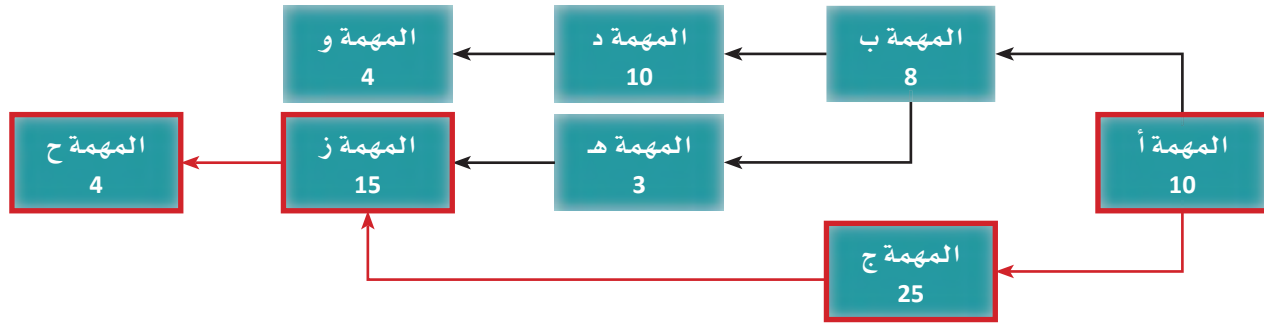 المهمة و
4
المهمة د
10
المهمة ب
8
المهمة ح
4
المهمة ز
15
المهمة هـ
3
المهمة أ
10
المهمة ج
25